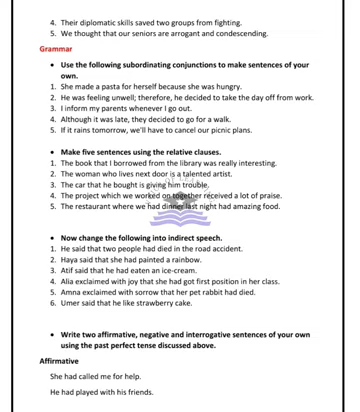 4. Their diplomatic skills saved two groups from fighting.
5. We thought that our seniors are arrogant and condescending.
Grammar
• Use the following subordinating conjunctions to make sentences of your
own.
1. She made a pasta for herself because she was hungry.
2. He was feeling unwell; therefore, he decided to take the day off from work.
3. I inform my parents whenever I go out.
4. Although it was late, they decided to go for a walk.
5. If it rains tomorrow, we'll have to cancel our picnic plans.
• Make five sentences using the relative clauses.
1. The book that I borrowed from the library was really interesting.
2. The woman who lives next door is a talented artist.
3. The car that he bought is giving him trouble.
4. The project which we worked on together received a lot of praise.
5. The restaurant where we had dinner last night had amazing food.
• Now change the following into indirect speech.
1. He said that two people had died in the road accident.
2. Haya said that she had painted a rainbow.
3. Atif said that he had eaten an ice-cream.
4. Alia exclaimed with joy that she had got first position in her class.
5. Amna exclaimed with sorrow that her pet rabbit had died.
6. Umer said that he like strawberry cake.
• Write two affirmative, negative and interrogative sentences of your own
using the past perfect tense discussed above.
Affirmative
She had called me for help.
He had played with his friends.